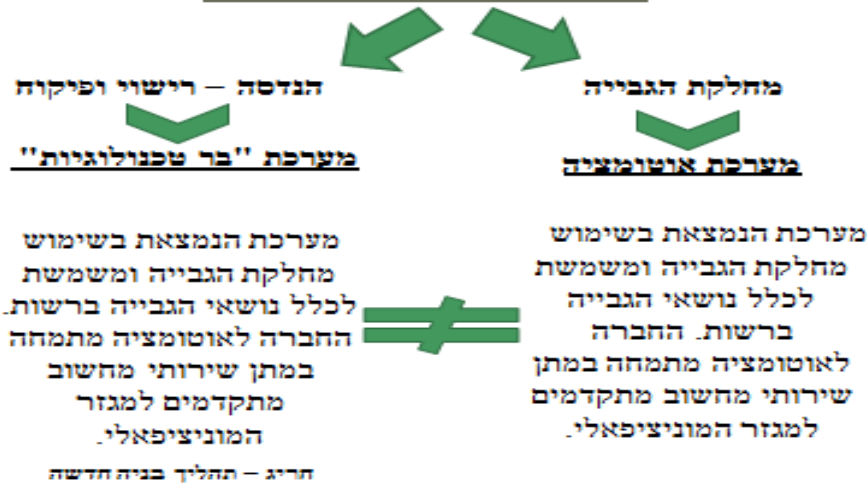 מחלקת הגבייה
מערכת אוטומציה
מערכת הנמצאת בשימוש
מחלקת הגבייה ומשמשת
לכלל נושאי הגבייה
ברשות. החברה
לאוטומציה מתמחה במתן
שירותי מחשוב מתקדמים
למגזר המוניציפאלי.
הנדסה – רישוי ופיקוח
מערכת "בר טכנולוגיות"
מערכת הנמצאת בשימוש
מחלקת הגבייה ומשמשת
לכלל נושאי הגבייה ברשות.
החברה לאוטומציה מתמחה
במתן שירותי מחשוב
מתקדמים למגזר
המוניציפאלי.
חריג – תהליך בניה חדשה